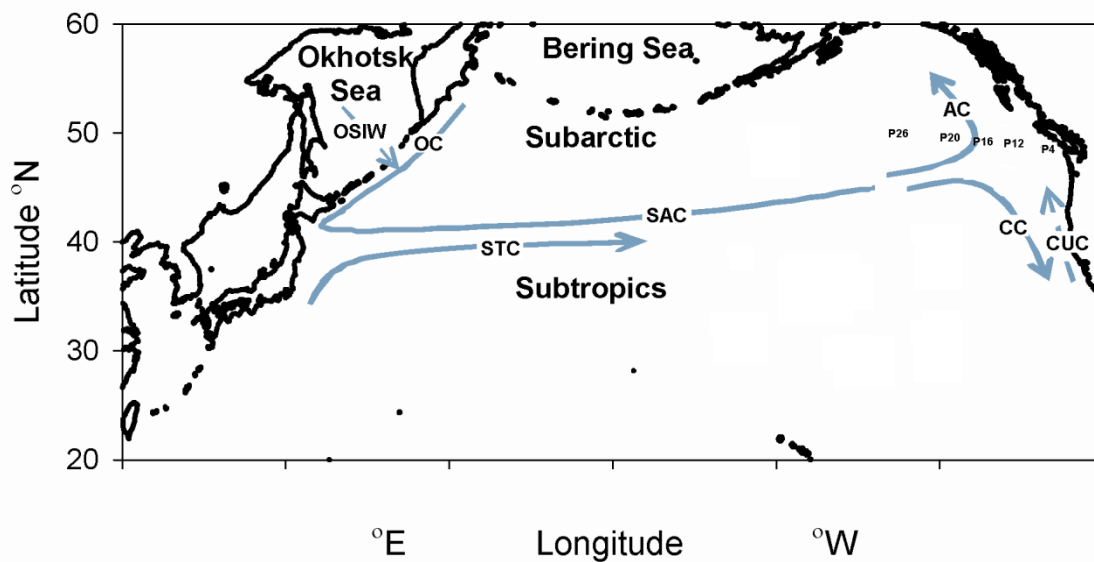 60
50
40
30
20
Latitude °N
Okhotsk
Sea
Bering Sea
OSIW
OC
Subarctic
AC
P26
P20
P16
P12
P4
SAC
STC
CC
CUC
Subtropics
°E
Longitude
°W